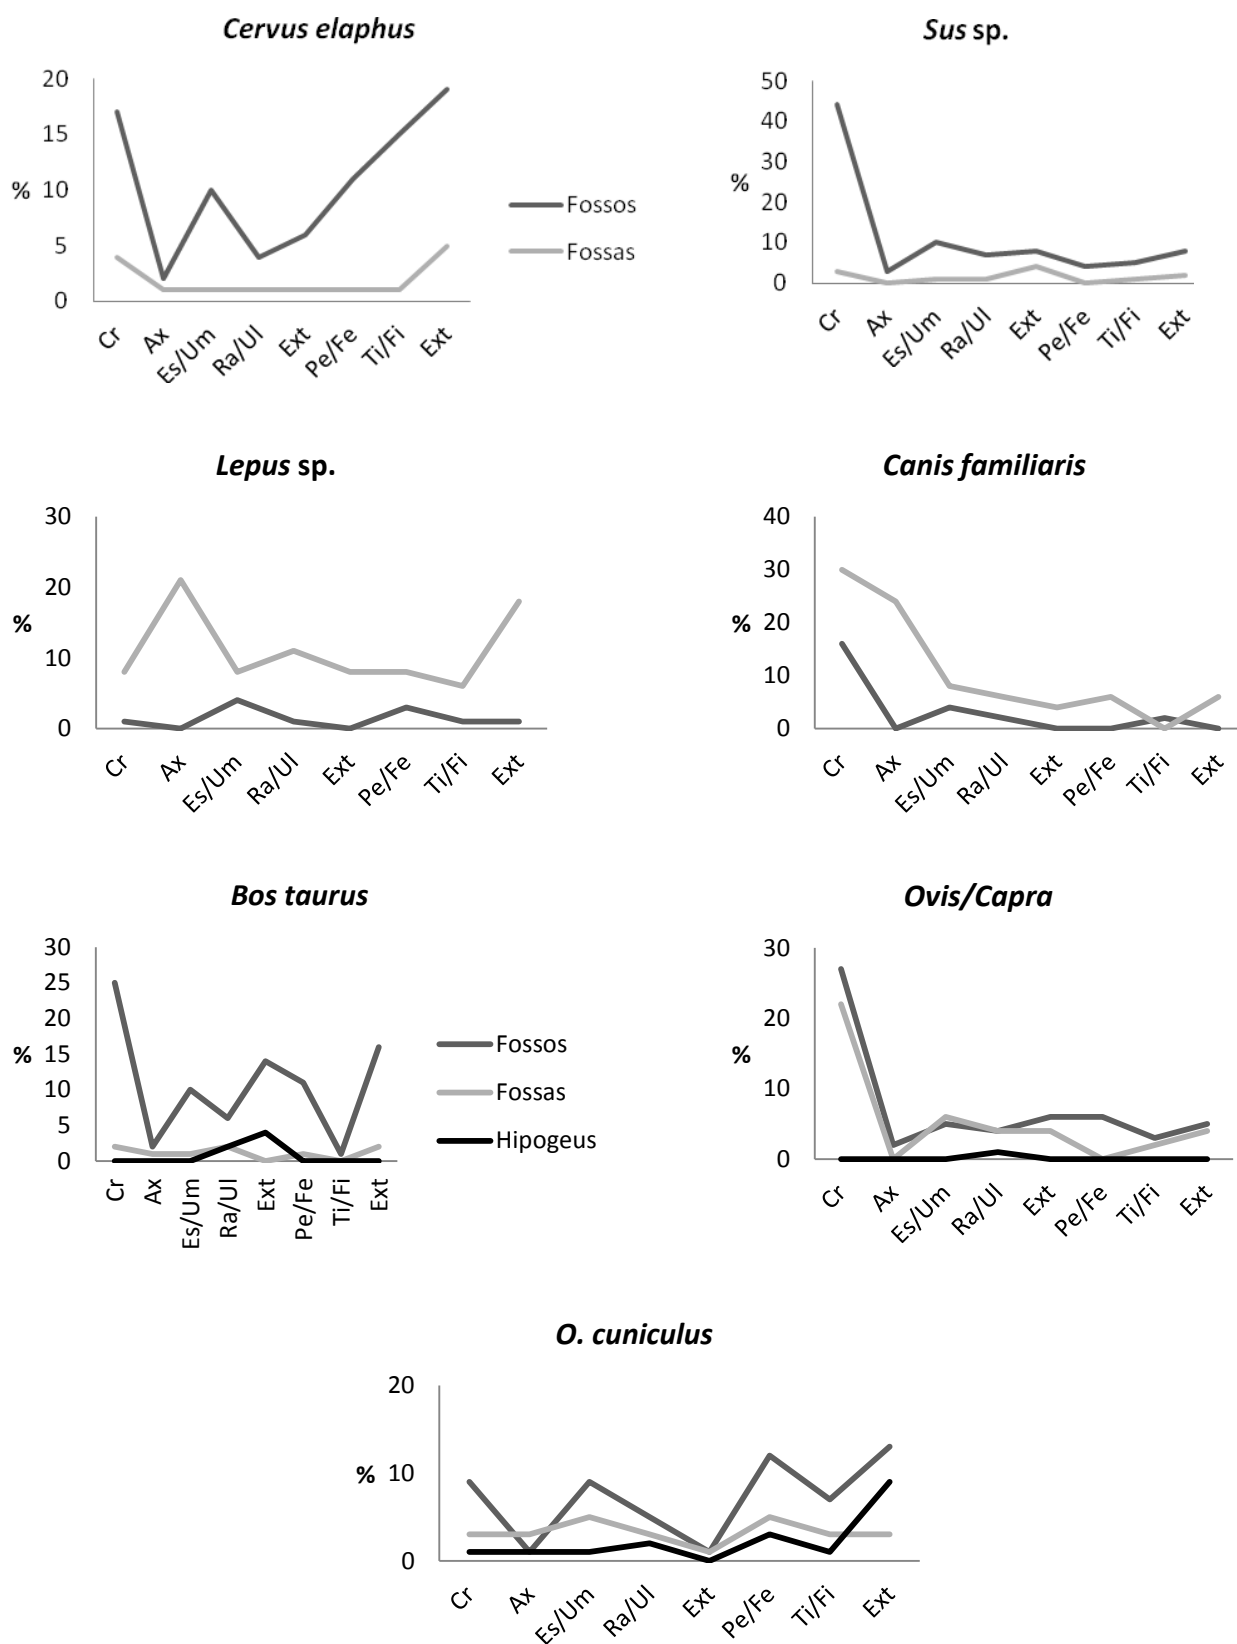 Cervus elaphus
20
15
10
5
0
%
Cr Ax Es/Um Ra/Ul Ext Pe/Fe Ti/Fi Ext
Fossos
Fossas
Sus sp.
50
40
30
20
10
0
%
Cr Ax Es/Um Ra/Ul Ext Pe/Fe Ti/Fi Ext
Lepus sp.
30
20
10
0
%
Cr Ax Es/Um Ra/Ul Ext Pe/Fe Ti/Fi Ext
Canis familiaris
40
30
20
10
0
%
Cr Ax Es/Um Ra/Ul Ext Pe/Fe Ti/Fi Ext
Bos taurus
30
25
20
15
10
5
0
%
Cr Ax Es/Um Ra/Ul Ext Pe/Fe Ti/Fi Ext
Fossos
Fossas
Hipogeus
Ovis/Capra
30
20
10
0
%
Cr Ax Es/Um Ra/Ul Ext Pe/Fe Ti/Fi Ext
O. cuniculus
20
10
0
%
Cr Ax Es/Um Ra/Ul Ext Pe/Fe Ti/Fi Ext